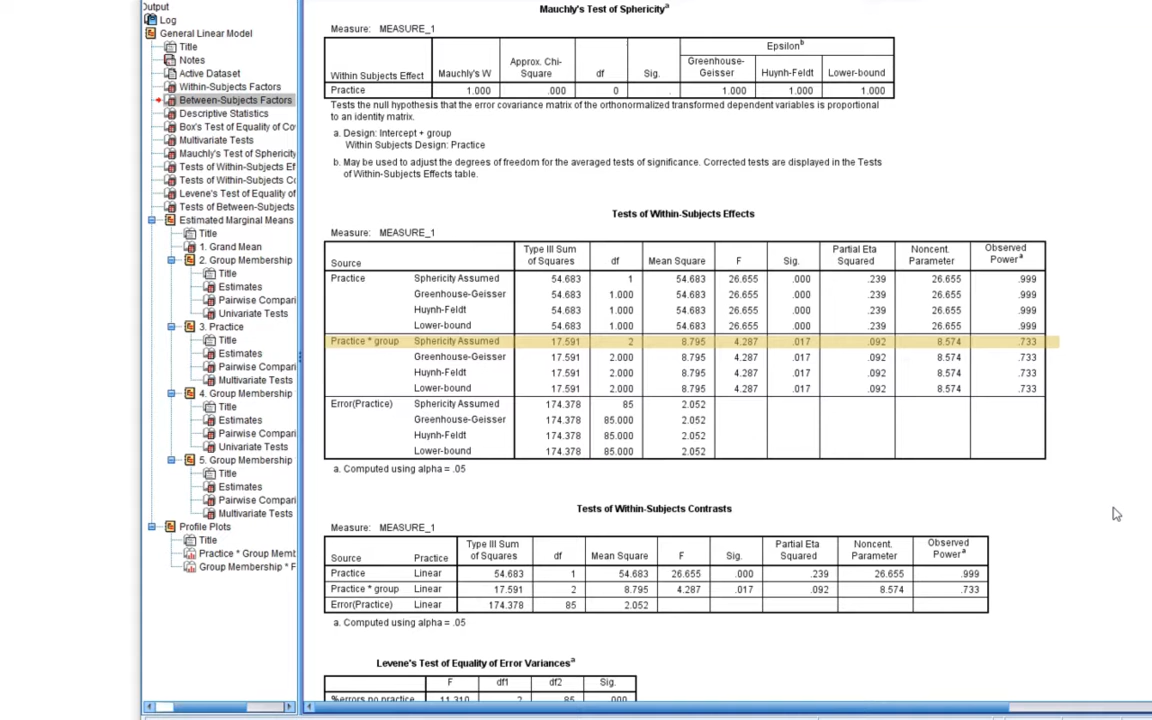 Output
Log
General Linear Model
Title
Notes
Active Dataset
Within-Subjects Factors
Between-Subjects Factors
Descriptive Statistics
Box's Test of Equality of Co
Multivariate Tests
Mauchly's Test of Sphericity
Tests of Within-Subjects Ef
Tests of Within-Subjects Co
Levene's Test of Equality of
Tests of Between-Subjects
Estimated Marginal Means
Title
1. Grand Mean
2. Group Membership
Title
Estimates
Pairwise Compari
Univariate Tests
3. Practice
Title
Estimates
Pairwise Compari
Multivariate Tests
4. Group Membership
Title
Estimates
Pairwise Compari
Univariate Tests
5. Group Membership
Title
Estimates
Pairwise Compari
Multivariate Tests
Profile Plots
Title
Practice * Group Memb
Group Membership * F
Mauchly's Test of Sphericity a
Measure: MEASURE_1
Within Subjects Effect Mauchly's W Approx. Chi-Square df Sig. Epsilon b Greenhouse-Geisser Huynh-Feldt Lower-bound
Practice 1.000 .000 0 . 1.000 1.000 1.000
Tests the null hypothesis that the error covariance matrix of the orthonormalized transformed dependent variables is proportional
to an identity matrix.
a. Design: Intercept + group
Within Subjects Design: Practice
b. May be used to adjust the degrees of freedom for the averaged tests of significance. Corrected tests are displayed in the Tests
of Within-Subjects Effects table.
Tests of Within-Subjects Effects
Measure: MEASURE_1
Source Type III Sum of Squares df Mean Square F Sig. Partial Eta Squared Noncent. Parameter Observed Power a
Practice Sphericity Assumed 54.683 1 54.683 26.655 .000 .239 26.655 .999
Greenhouse-Geisser 54.683 1.000 54.683 26.655 .000 .239 26.655 .999
Huynh-Feldt 54.683 1.000 54.683 26.655 .000 .239 26.655 .999
Lower-bound 54.683 1.000 54.683 26.655 .000 .239 26.655 .999
Practice * group Sphericity Assumed 17.591 2 8.795 4.287 .017 .092 8.574 .733
Greenhouse-Geisser 17.591 2.000 8.795 4.287 .017 .092 8.574 .733
Huynh-Feldt 17.591 2.000 8.795 4.287 .017 .092 8.574 .733
Lower-bound 17.591 2.000 8.795 4.287 .017 .092 8.574 .733
Error(Practice) Sphericity Assumed 174.378 85 2.052
Greenhouse-Geisser 174.378 85.000 2.052
Huynh-Feldt 174.378 85.000 2.052
Lower-bound 174.378 85.000 2.052
a. Computed using alpha = .05
Tests of Within-Subjects Contrasts
Measure: MEASURE_1
Source Practice Type III Sum of Squares df Mean Square F Sig. Partial Eta Squared Noncent. Parameter Observed Power a
Practice Linear 54.683 1 54.683 26.655 .000 .239 26.655 .999
Practice * group Linear 17.591 2 8.795 4.287 .017 .092 8.574 .733
Error(Practice) Linear 174.378 85 2.052
a. Computed using alpha = .05
Levene's Test of Equality of Error Variances a
F df1 df2 Sig.
%errors no practice 11.310 2 85 .000